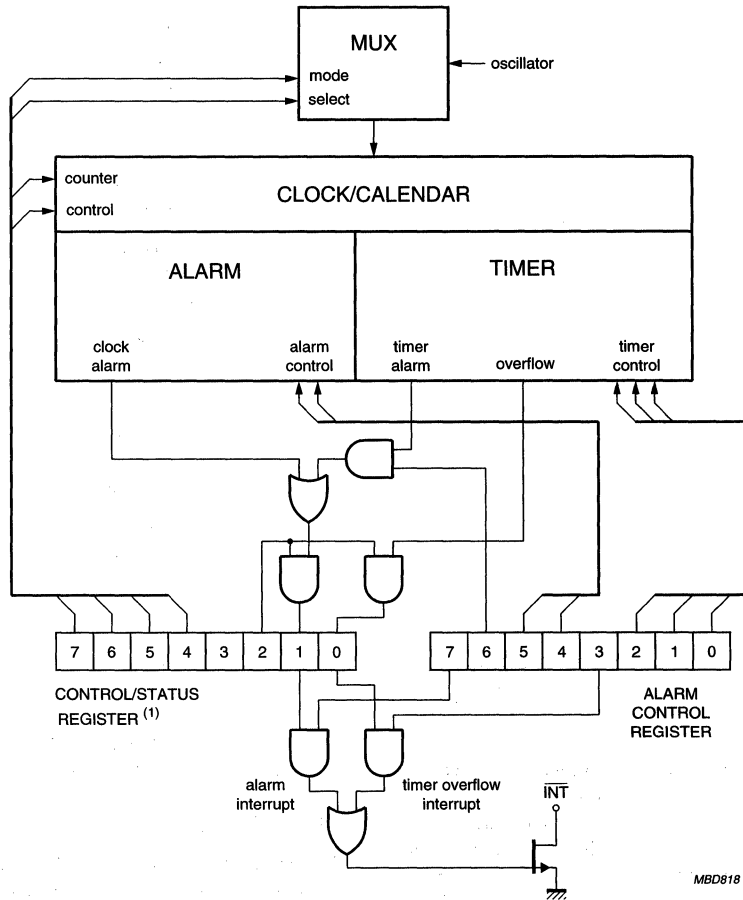 MUX
mode
select
oscillator
counter
control
CLOCK/CALENDAR
ALARM
TIMER
clock
alarm
alarm
control
timer
alarm
overflow
timer
control
7 6 5 4 3 2 1 0
7 6 5 4 3 2 1 0
CONTROL/STATUS
REGISTER (1)
ALARM
CONTROL
REGISTER
alarm
interrupt
timer overflow
interrupt
INT
MBD818